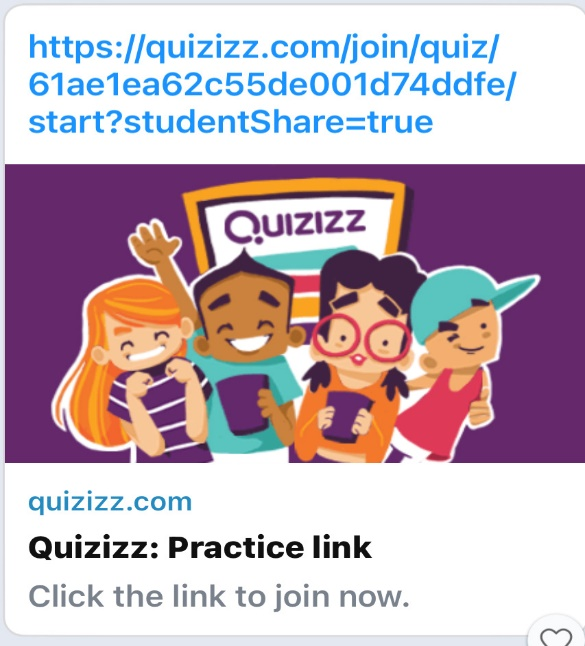 https://quizizz.com/join/quiz/
61ae1ea62c55de001d74ddfe/
start?studentShare=true
QUIZIZZ
quizizz.com
Quizizz: Practice link
Click the link to join now.